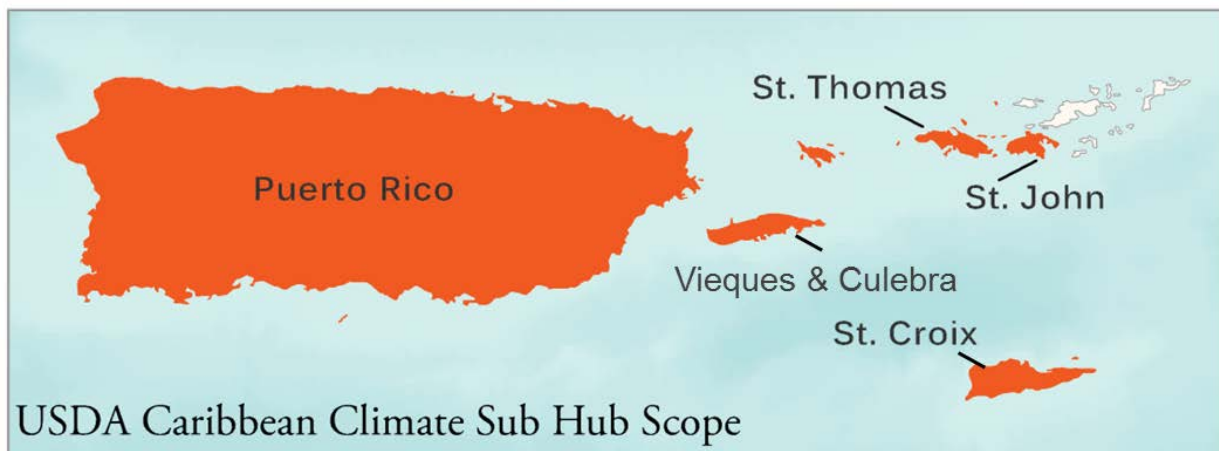 St. Thomas
Puerto Rico
St. John
Vieques & Culebra
St. Croix
USDA Caribbean Climate Sub Hub Scope